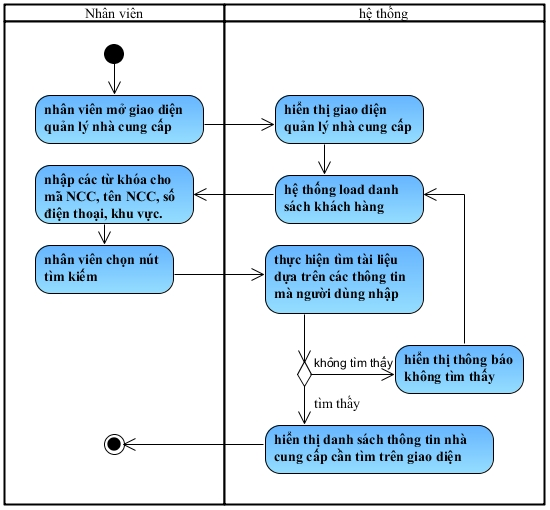 Nhân viên
hệ thống
nhân viên mở giao diện
quản lý nhà cung cấp
hiển thị giao diện
quản lý nhà cung cấp
hệ thống load danh
sách khách hàng
nhập các từ khóa cho
mã NCC, tên NCC, số
điện thoại, khu vực.
nhân viên chọn nút
tìm kiếm
thực hiện tìm tài liệu
dựa trên các thông tin
mà người dùng nhập
không tìm thấy
hiển thị thông báo
không tìm thấy
tìm thấy
hiển thị danh sách thông tin nhà
cung cấp cần tìm trên giao diện